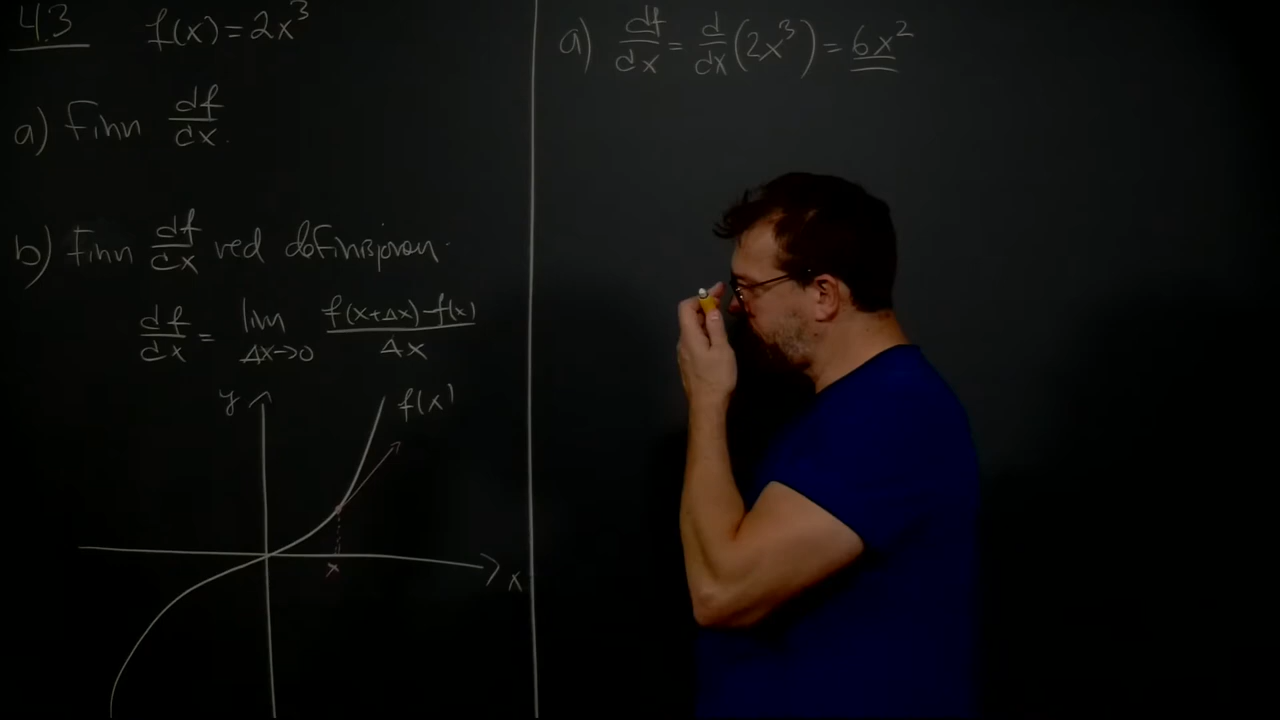 4.3 f(x) = 2x³
a) Finn df/dx.
b) Finn df/dx ved definisjonen.
df/dx = lim Δx→0 f(x+Δx)-f(x)/Δx
y
f(x)
x
x
a) df/dx = d/dx (2x³) = 6x²